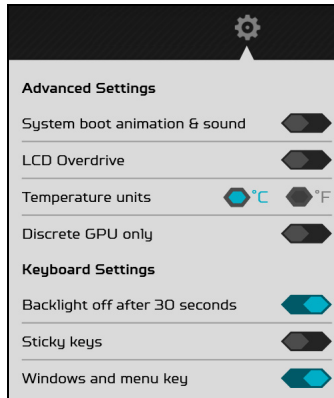 Advanced Settings
System boot animation & sound
LCD Overdrive
Temperature units °C °F
Discrete GPU only
Keyboard Settings
Backlight off after 30 seconds
Sticky keys
Windows and menu key